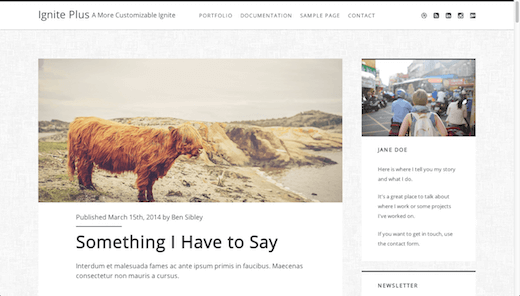 Ignite Plus A More Customizable Ignite
PORTFOLIO DOCUMENTATION SAMPLE PAGE CONTACT
Published March 15th, 2014 by Ben Sibley
Something I Have to Say
Interdum et malesuada fames ac ante ipsum primis in faucibus. Maecenas
consectetur non mauris a cursus.
JANE DOE
Here is where I tell you my story
and what I do.
It's a great place to talk about
where I work or some projects
I've worked on.
If you want to get in touch, use
the contact form.
NEWSLETTER